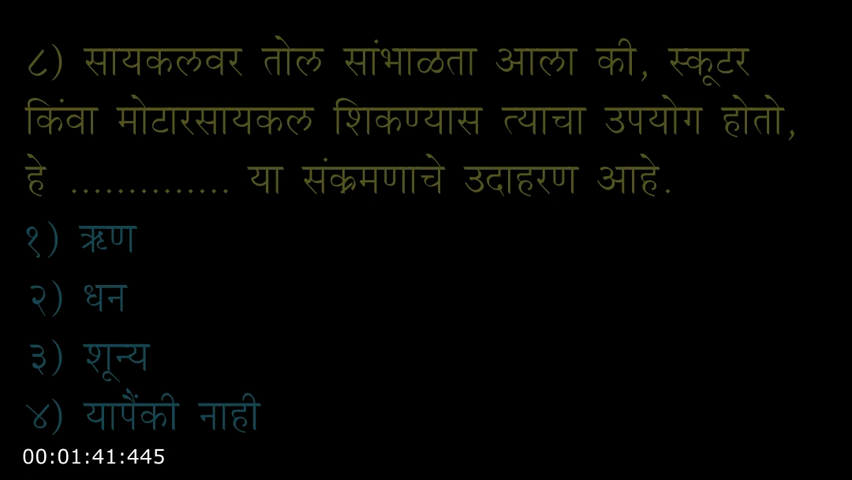 ८) सायकलवर तोल सांभाळता आला की, स्कूटर
किंवा मोटारसायकल शिकण्यास त्याचा उपयोग होतो,
हे .............. या संक्रमणाचे उदाहरण आहे.
१) ऋण
२) धन
३) शून्य
४) यापैंकी नाही
00:01:41:445